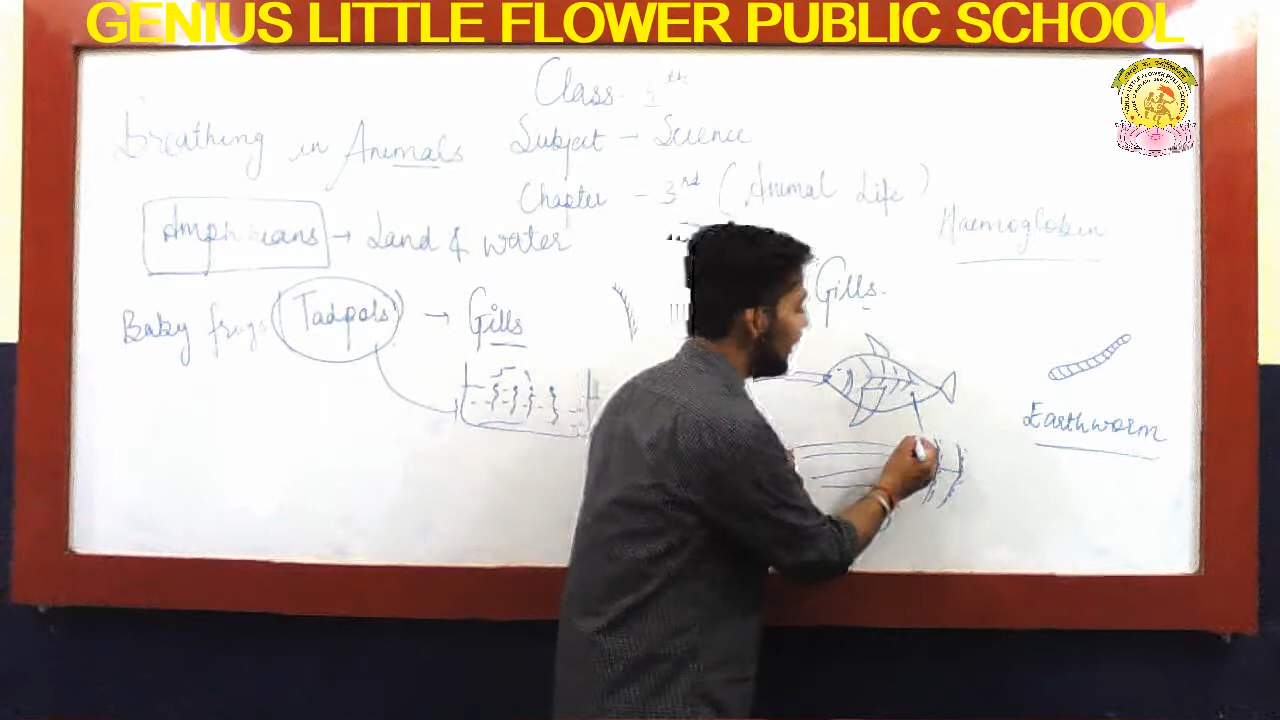 GENIUS LITTLE FLOWER PUBLIC SCHOOL
Class - th
Breathing in Animals
Subject - Science
Chapter - 3rd (Animal Life)
Haemoglobin
Amphibians → Land & water
Gills.
Baby frogs (Tadpols) → Gills
Earthworm